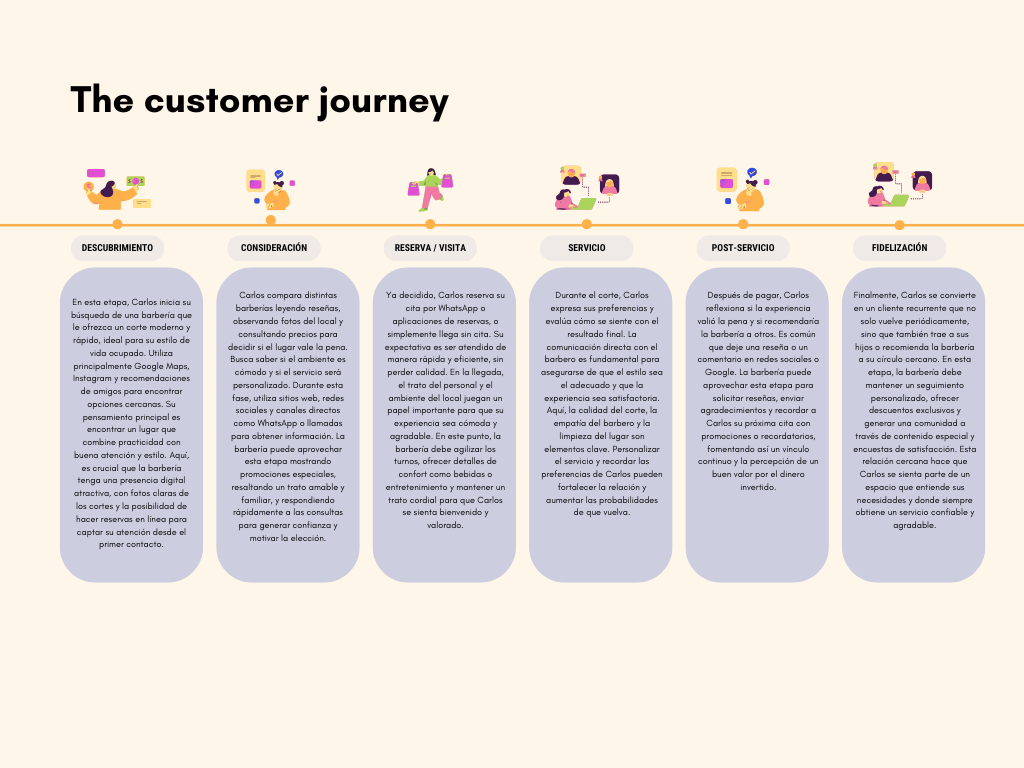 The customer journey
DESCUBRIMIENTO
En esta etapa, Carlos inicia su
búsqueda de una barbería que
le ofrezca un corte moderno y
rápido, ideal para su estilo de
vida ocupado. Utiliza
principalmente Google Maps,
Instagram y recomendaciones
de amigos para encontrar
opciones cercanas. Su
pensamiento principal es
encontrar un lugar que
combine practicidad con
buena atención y estilo. Aquí,
es crucial que la barbería
tenga una presencia digital
atractiva, con fotos claras de
los cortes y la posibilidad de
hacer reservas en línea para
captar su atención desde el
primer contacto.
CONSIDERACIÓN
Carlos compara distintas
barberías leyendo reseñas,
observando fotos del local y
consultando precios para
decidir si el lugar vale la pena.
Busca saber si el ambiente es
cómodo y si el servicio será
personalizado. Durante esta
fase, utiliza sitios web, redes
sociales y canales directos
como WhatsApp o llamadas
para obtener información. La
barbería puede aprovechar
esta etapa mostrando
promociones especiales,
resaltando un trato amable y
familiar, y respondiendo
rápidamente a las consultas
para generar confianza y
motivar la elección.
RESERVA / VISITA
Ya decidido, Carlos reserva su
cita por WhatsApp o
aplicaciones de reservas, o
simplemente llega sin cita. Su
expectativa es ser atendido de
manera rápida y eficiente, sin
perder calidad. En la llegada,
el trato del personal y el
ambiente del local juegan un
papel importante para que su
experiencia sea cómoda y
agradable. En este punto, la
barbería debe agilizar los
turnos, ofrecer detalles de
confort como bebidas o
entretenimiento y mantener un
trato cordial para que Carlos
se sienta bienvenido y
valorado.
SERVICIO
Durante el corte, Carlos
expresa sus preferencias y
evalúa cómo se siente con el
resultado final. La
comunicación directa con el
barbero es fundamental para
asegurarse de que el estilo sea
el adecuado y que la
experiencia sea satisfactoria.
Aquí, la calidad del corte, la
empatía del barbero y la
limpieza del lugar son
elementos clave. Personalizar
el servicio y recordar las
preferencias de Carlos pueden
fortalecer la relación y
aumentar las probabilidades
de que vuelva.
POST-SERVICIO
Después de pagar, Carlos
reflexiona si la experiencia
valió la pena y si recomendaría
la barbería a otros. Es común
que deje una reseña o un
comentario en redes sociales o
Google. La barbería puede
aprovechar esta etapa para
solicitar reseñas, enviar
agradecimientos y recordar a
Carlos su próxima cita con
promociones o recordatorios,
fomentando así un vínculo
continuo y la percepción de un
buen valor por el dinero
invertido.
FIDELIZACIÓN
Finalmente, Carlos se convierte
en un cliente recurrente que no
solo vuelve periódicamente,
sino que también trae a sus
hijos o recomienda la barbería
a su círculo cercano. En esta
etapa, la barbería debe
mantener un seguimiento
personalizado, ofrecer
descuentos exclusivos y
generar una comunidad a
través de contenido especial y
encuestas de satisfacción. Esta
relación cercana hace que
Carlos se sienta parte de un
espacio que entiende sus
necesidades y donde siempre
obtiene un servicio confiable y
agradable.